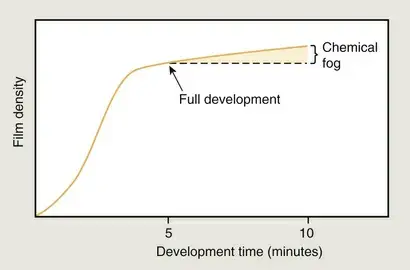 Chemical
fog
Full development
Film density
5
10
Development time (minutes)